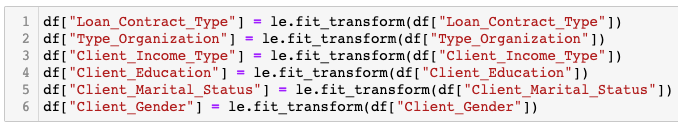 1 df["Loan_Contract_Type"] = le.fit_transform(df["Loan_Contract_Type"])
2 df["Type_Organization"] = le.fit_transform(df["Type_Organization"])
3 df["Client_Income_Type"] = le.fit_transform(df["Client_Income_Type"])
4 df["Client_Education"] = le.fit_transform(df["Client_Education"])
5 df["Client_Marital_Status"] = le.fit_transform(df["Client_Marital_Status"])
6 df["Client_Gender"] = le.fit_transform(df["Client_Gender"])